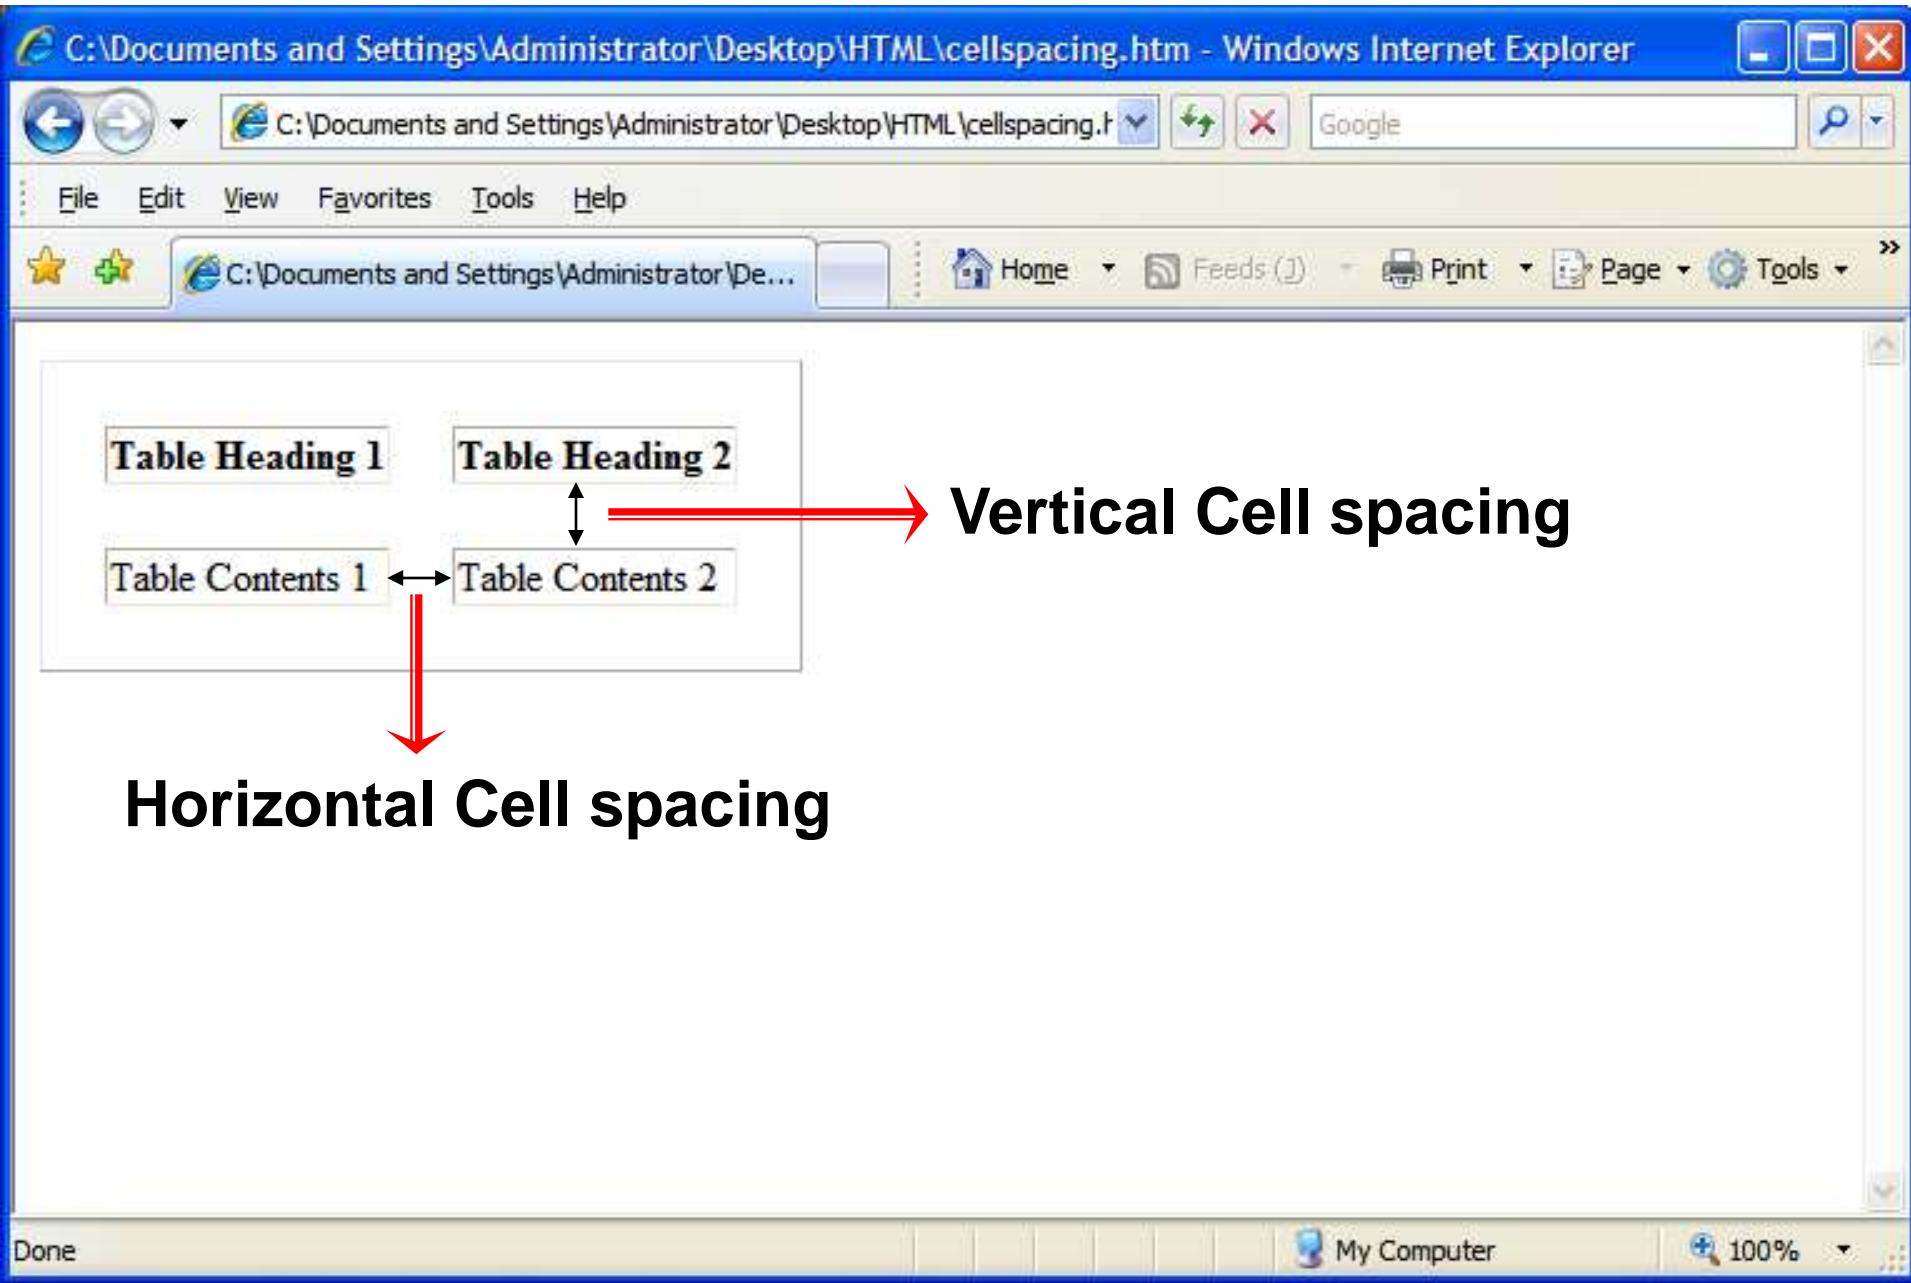 C:\Documents and Settings\Administrator\Desktop\HTML\cellspacing.htm - Windows Internet Explorer
C:\Documents and Settings\Administrator\Desktop\HTML\cellspacing.h Google
File Edit View Favorites Tools Help
C:\Documents and Settings\Administrator\De... Home Feeds (J) Print Page Tools »
Table Heading 1 Table Heading 2
Vertical Cell spacing
Table Contents 1 Table Contents 2
Horizontal Cell spacing
Done My Computer 100%